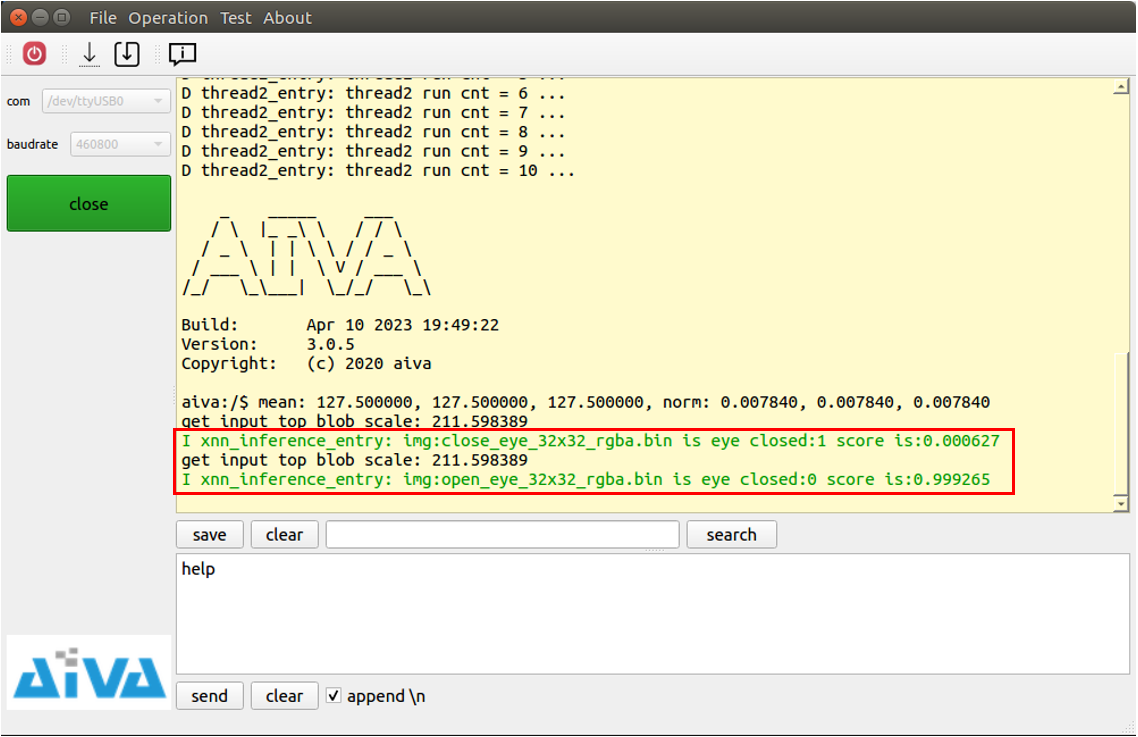 File Operation Test About
com /dev/ttyUSB0
baudrate 460800
close
D thread2_entry: thread2 run cnt = 6 ...
D thread2_entry: thread2 run cnt = 7 ...
D thread2_entry: thread2 run cnt = 8 ...
D thread2_entry: thread2 run cnt = 9 ...
D thread2_entry: thread2 run cnt = 10 ...
AIVA
Build: Apr 10 2023 19:49:22
Version: 3.0.5
Copyright: (c) 2020 aiva
aiva:/$ mean: 127.500000, 127.500000, 127.500000, norm: 0.007840, 0.007840, 0.007840
get input top blob scale: 211.598389
I xnn_inference_entry: img:close_eye_32x32_rgba.bin is eye closed:1 score is:0.000627
get input top blob scale: 211.598389
I xnn_inference_entry: img:open_eye_32x32_rgba.bin is eye closed:0 score is:0.999265
save clear search
help
AiVA
send clear append \n